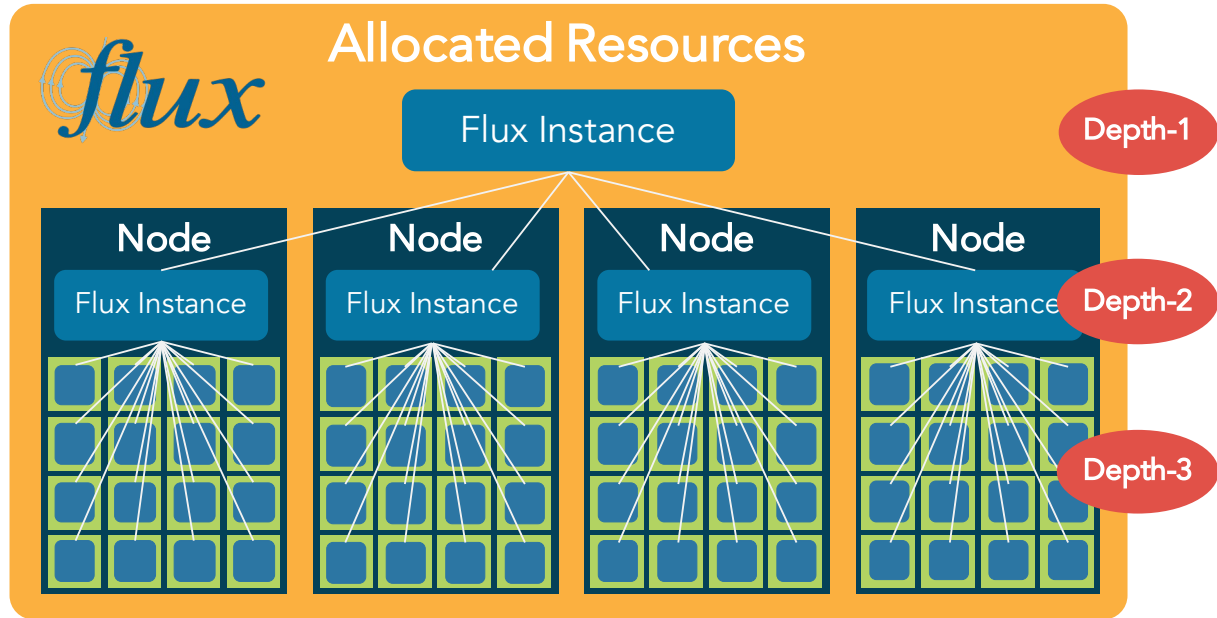 flux
Allocated Resources
Flux Instance
Depth-1
Node
Node
Node
Node
Flux Instance
Flux Instance
Flux Instance
Flux Instance
Depth-2
Depth-3